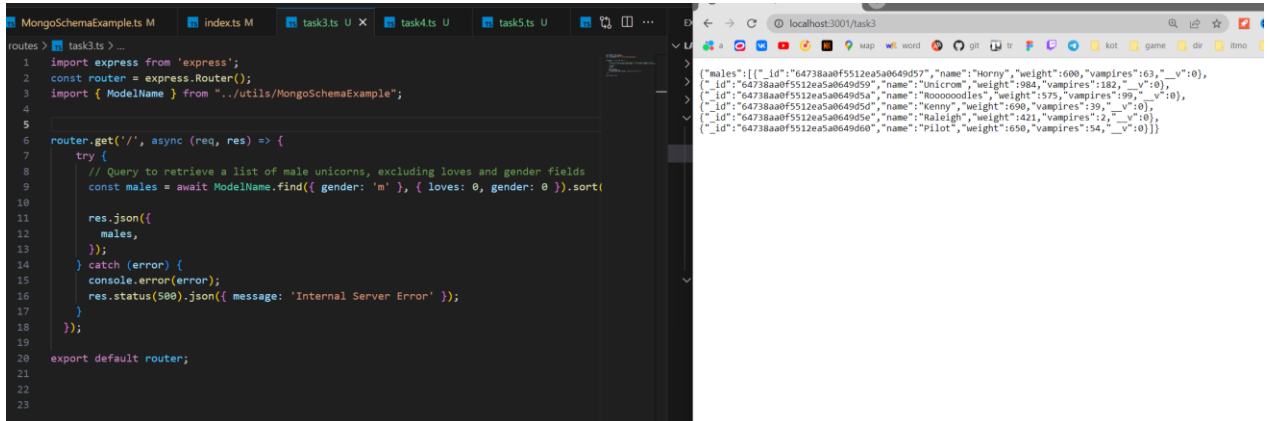 MongoSchemaExample.ts M
index.ts M
task3.ts U
task4.ts U
task5.ts U
routes > task3.ts > ...
1 import express from 'express';
2 const router = express.Router();
3 import { ModelName } from "../utils/MongoSchemaExample";
4
5
6 router.get('/', async (req, res) => {
7 try {
8 // Query to retrieve a list of male unicorns, excluding loves and gender fields
9 const males = await ModelName.find({ gender: 'm' }, { loves: 0, gender: 0 }).sort(
10
11 res.json({
12 males,
13 });
14 } catch (error) {
15 console.error(error);
16 res.status(500).json({ message: 'Internal Server Error' });
17 }
18 });
19
20 export default router;
21
22
23
localhost:3001/task3
a
мар
word
git
tr
kot
game
dir
itmo
{"males":[{"_id":"64738aa0f5512ea5a0649d57","name":"Horny","weight":600,"vampires":63,"__v":0},
{"_id":"64738aa0f5512ea5a0649d59","name":"Unicrom","weight":984,"vampires":182,"__v":0},
{"_id":"64738aa0f5512ea5a0649d5a","name":"Roooooodles","weight":575,"vampires":99,"__v":0},
{"_id":"64738aa0f5512ea5a0649d5d","name":"Kenny","weight":690,"vampires":39,"__v":0},
{"_id":"64738aa0f5512ea5a0649d5e","name":"Raleigh","weight":421,"vampires":2,"__v":0},
{"_id":"64738aa0f5512ea5a0649d60","name":"Pilot","weight":650,"vampires":54,"__v":0}]}